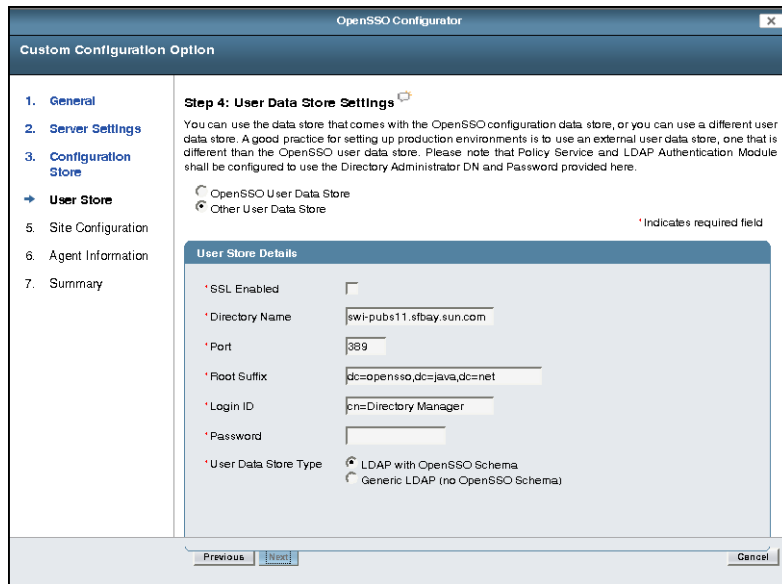 OpenSSO Configurator
Custom Configuration Option
1. General
2. Server Settings
3. Configuration
Store
User Store
5. Site Configuration
6. Agent Information
7. Summary
Step 4: User Data Store Settings
You can use the data store that comes with the OpenSSO configuration data store, or you can use a different user
data store. A good practice for setting up production environments is to use an external user data store, one that is
different than the OpenSSO user data store. Please note that Policy Service and LDAP Authentication Module
shall be configured to use the Directory Administrator DN and Password provided here.
OpenSSO User Data Store
Other User Data Store
*Indicates required field
User Store Details
*SSL Enabled
*Directory Name swi-pubs11.sfbay.sun.com
*Port 389
*Root Suffix dc=opensso,dc=java,dc=net
*Login ID cn=Directory Manager
*Password
*User Data Store Type LDAP with OpenSSO Schema
Generic LDAP (no OpenSSO Schema)
Previous Next Cancel